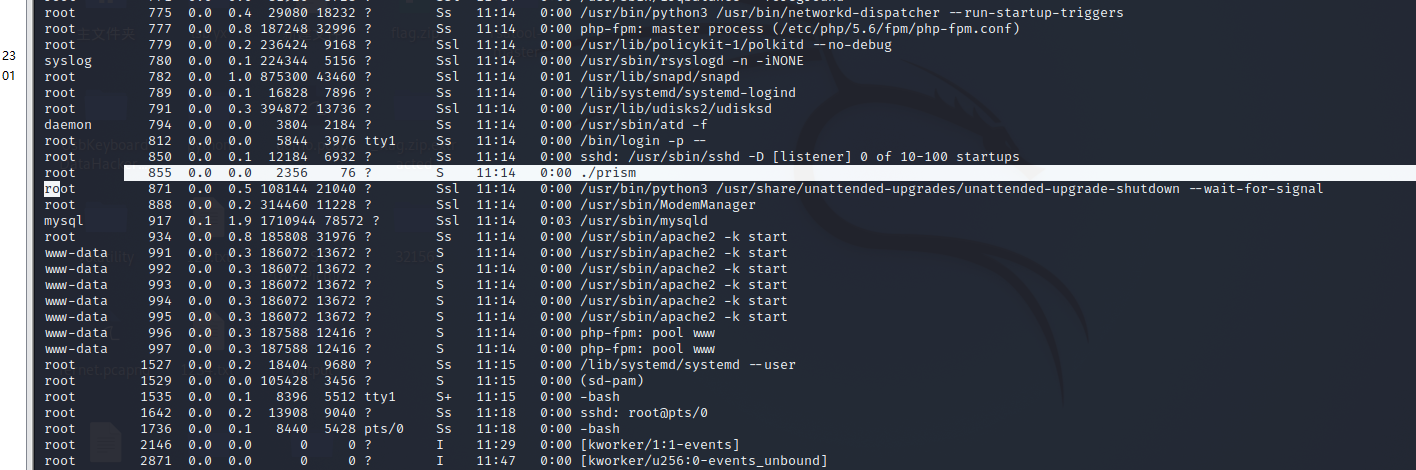 23
01
root 775 0.0 0.4 29080 18232 ? Ss 11:14 0:00 /usr/bin/python3 /usr/bin/networkd-dispatcher --run-startup-triggers
root 777 0.0 0.8 187248 32996 ? Ss 11:14 0:00 php-fpm: master process (/etc/php/5.6/fpm/php-fpm.conf)
root 779 0.0 0.2 236424 9168 ? Ssl 11:14 0:00 /usr/lib/policykit-1/polkitd --no-debug
syslog 780 0.0 0.1 224344 5156 ? Ssl 11:14 0:00 /usr/sbin/rsyslogd -n -iNONE
root 782 0.0 1.0 875300 43460 ? Ssl 11:14 0:01 /usr/lib/snapd/snapd
root 789 0.0 0.1 16828 7896 ? Ss 11:14 0:00 /lib/systemd/systemd-logind
root 791 0.0 0.3 394872 13736 ? Ssl 11:14 0:00 /usr/lib/udisks2/udisksd
daemon 794 0.0 0.0 3804 2184 ? Ss 11:14 0:00 /usr/sbin/atd -f
root 812 0.0 0.0 5844 3976 tty1 Ss 11:14 0:00 /bin/login -p --
root 850 0.0 0.1 12184 6932 ? Ss 11:14 0:00 sshd: /usr/sbin/sshd -D [listener] 0 of 10-100 startups
root 855 0.0 0.0 2356 76 ? S 11:14 0:00 ./prism
root 871 0.0 0.5 108144 21040 ? Ssl 11:14 0:00 /usr/bin/python3 /usr/share/unattended-upgrades/unattended-upgrade-shutdown --wait-for-signal
root 888 0.0 0.2 314460 11228 ? Ssl 11:14 0:00 /usr/sbin/ModemManager
mysql 917 0.1 1.9 1710944 78572 ? Ssl 11:14 0:03 /usr/sbin/mysqld
root 934 0.0 0.8 185808 31976 ? Ss 11:14 0:00 /usr/sbin/apache2 -k start
www-data 991 0.0 0.3 186072 13672 ? S 11:14 0:00 /usr/sbin/apache2 -k start
www-data 992 0.0 0.3 186072 13672 ? S 11:14 0:00 /usr/sbin/apache2 -k start
www-data 993 0.0 0.3 186072 13672 ? S 11:14 0:00 /usr/sbin/apache2 -k start
www-data 994 0.0 0.3 186072 13672 ? S 11:14 0:00 /usr/sbin/apache2 -k start
www-data 995 0.0 0.3 186072 13672 ? S 11:14 0:00 /usr/sbin/apache2 -k start
www-data 996 0.0 0.3 187588 12416 ? S 11:14 0:00 php-fpm: pool www
www-data 997 0.0 0.3 187588 12416 ? S 11:14 0:00 php-fpm: pool www
root 1527 0.0 0.2 18404 9680 ? Ss 11:15 0:00 /lib/systemd/systemd --user
root 1529 0.0 0.0 105428 3456 ? S 11:15 0:00 (sd-pam)
root 1535 0.0 0.1 8396 5512 tty1 S+ 11:15 0:00 -bash
root 1642 0.0 0.2 13908 9040 ? Ss 11:18 0:00 sshd: root@pts/0
root 1736 0.0 0.1 8440 5428 pts/0 Ss 11:18 0:00 -bash
root 2146 0.0 0.0 0 0 ? I 11:29 0:00 [kworker/1:1-events]
root 2871 0.0 0.0 0 0 ? I 11:47 0:00 [kworker/u256:0-events_unbound]